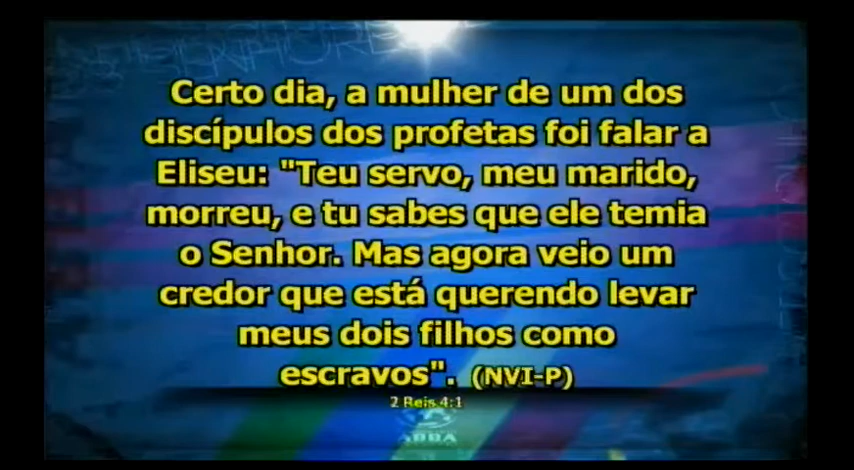 Certo dia, a mulher de um dos
discípulos dos profetas foi falar a
Eliseu: "Teu servo, meu marido,
morreu, e tu sabes que ele temia
o Senhor. Mas agora veio um
credor que está querendo levar
meus dois filhos como
escravos". (NVI-P)
2 Reis 4:1
ABBA